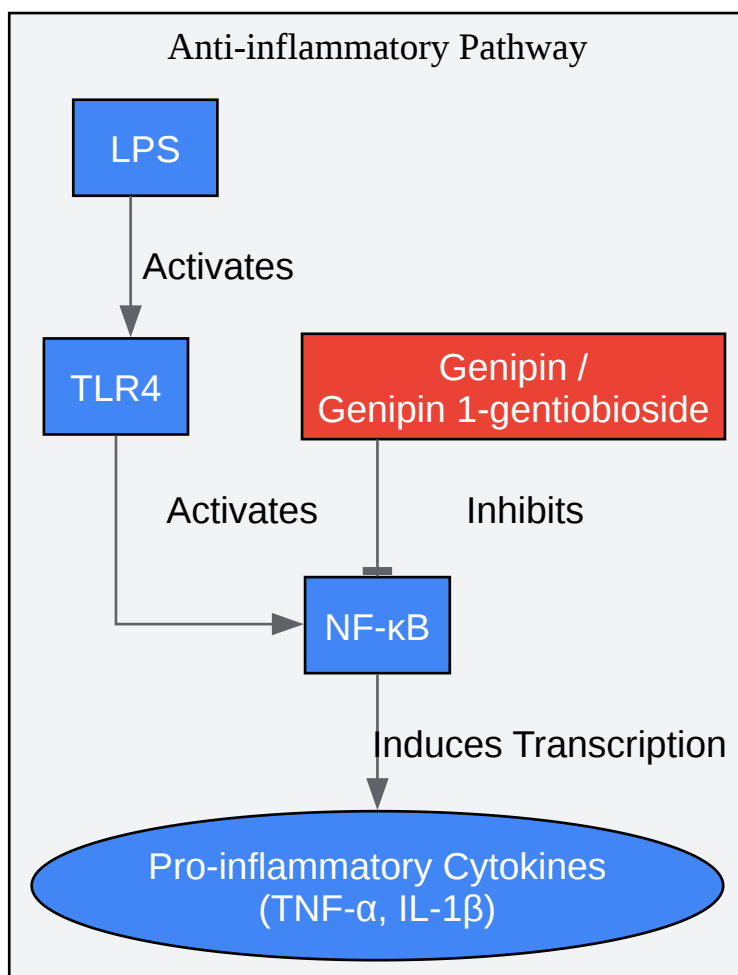 Anti-inflammatory Pathway
LPS
Activates
TLR4
Genipin /
Genipin 1-gentiobioside
Activates
Inhibits
NF-κB
Induces Transcription
Pro-inflammatory Cytokines
(TNF-α, IL-1β)